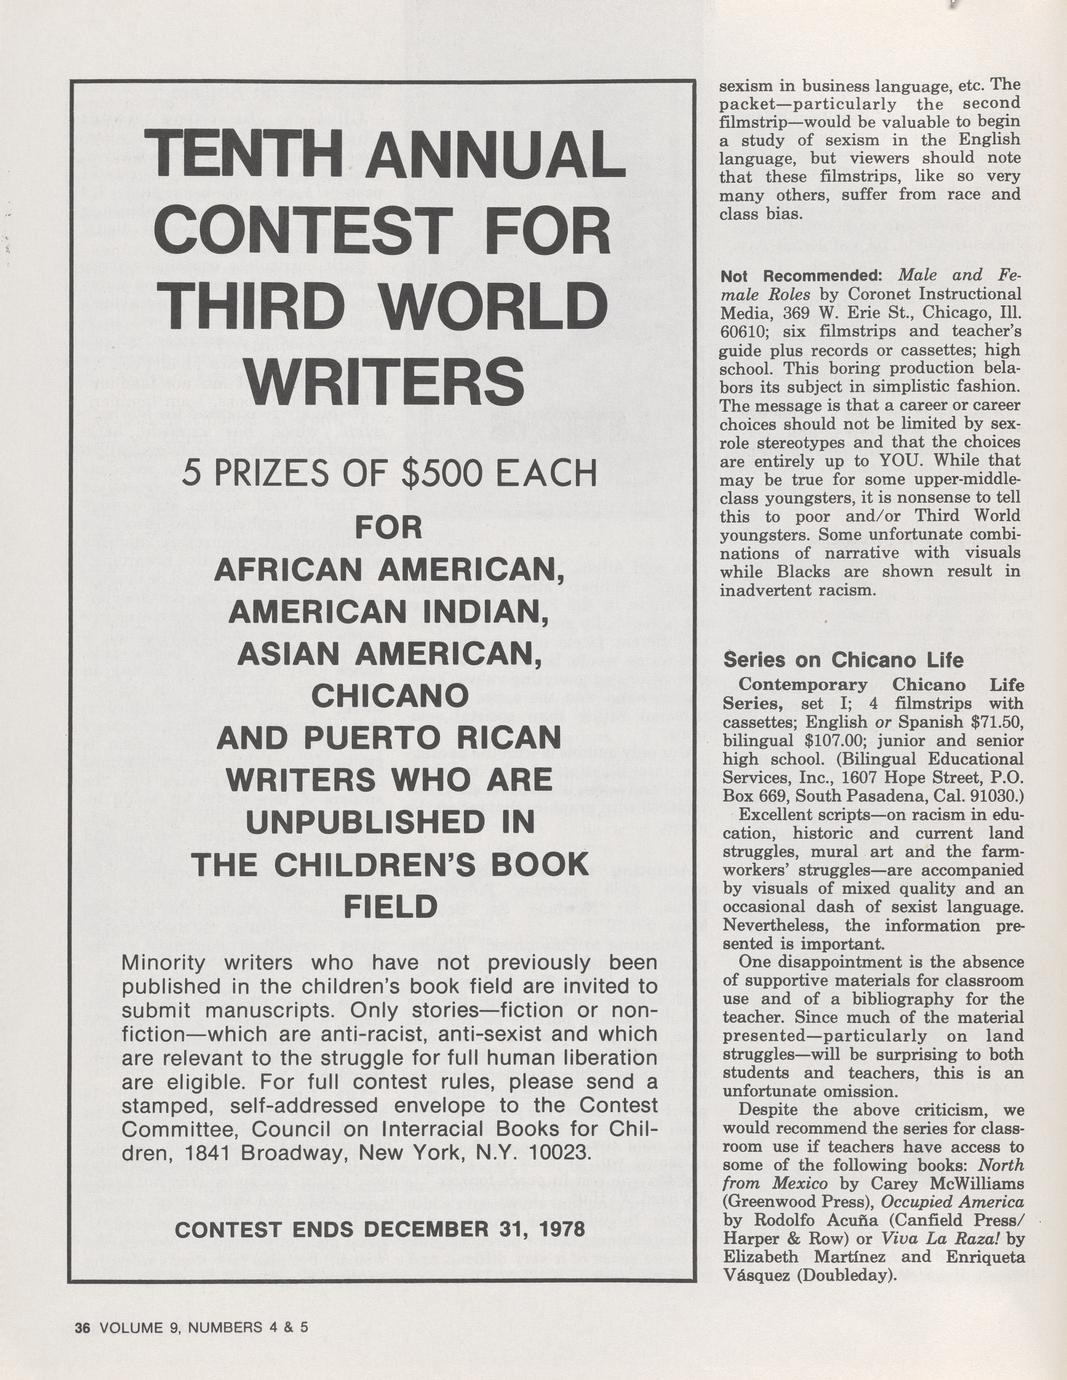 TENTH ANNUAL
CONTEST FOR
THIRD WORLD
WRITERS
5 PRIZES OF $500 EACH
FOR
AFRICAN AMERICAN,
AMERICAN INDIAN,
ASIAN AMERICAN,
CHICANO
AND PUERTO RICAN
WRITERS WHO ARE
UNPUBLISHED IN
THE CHILDREN'S BOOK
FIELD
Minority writers who have not previously been
published in the children's book field are invited to
submit manuscripts. Only stories—fiction or non-
fiction—which are anti-racist, anti-sexist and which
are relevant to the struggle for full human liberation
are eligible. For full contest rules, please send a
stamped, self-addressed envelope to the Contest
Committee, Council on Interracial Books for Chil-
dren, 1841 Broadway, New York, N.Y. 10023.
CONTEST ENDS DECEMBER 31, 1978
sexism in business language, etc. The
packet—particularly the second
filmstrip—would be valuable to begin
a study of sexism in the English
language, but viewers should note
that these filmstrips, like so very
many others, suffer from race and
class bias.
Not Recommended: Male and Fe-
male Roles by Coronet Instructional
Media, 369 W. Erie St., Chicago, Ill.
60610; six filmstrips and teacher's
guide plus records or cassettes; high
school. This boring production bela-
bors its subject in simplistic fashion.
The message is that a career or career
choices should not be limited by sex-
role stereotypes and that the choices
are entirely up to YOU. While that
may be true for some upper-middle-
class youngsters, it is nonsense to tell
this to poor and/or Third World
youngsters. Some unfortunate combi-
nations of narrative with visuals
while Blacks are shown result in
inadvertent racism.
Series on Chicano Life
Contemporary Chicano Life
Series, set I; 4 filmstrips with
cassettes; English or Spanish $71.50,
bilingual $107.00; junior and senior
high school. (Bilingual Educational
Services, Inc., 1607 Hope Street, P.O.
Box 669, South Pasadena, Cal. 91030.)
Excellent scripts—on racism in edu-
cation, historic and current land
struggles, mural art and the farm-
workers' struggles—are accompanied
by visuals of mixed quality and an
occasional dash of sexist language.
Nevertheless, the information pre-
sented is important.
One disappointment is the absence
of supportive materials for classroom
use and of a bibliography for the
teacher. Since much of the material
presented—particularly on land
struggles—will be surprising to both
students and teachers, this is an
unfortunate omission.
Despite the above criticism, we
would recommend the series for class-
room use if teachers have access to
some of the following books: North
from Mexico by Carey McWilliams
(Greenwood Press), Occupied America
by Rodolfo Acuña (Canfield Press/
Harper & Row) or Viva La Raza! by
Elizabeth Martínez and Enriqueta
Vásquez (Doubleday).
36 VOLUME 9, NUMBERS 4 & 5